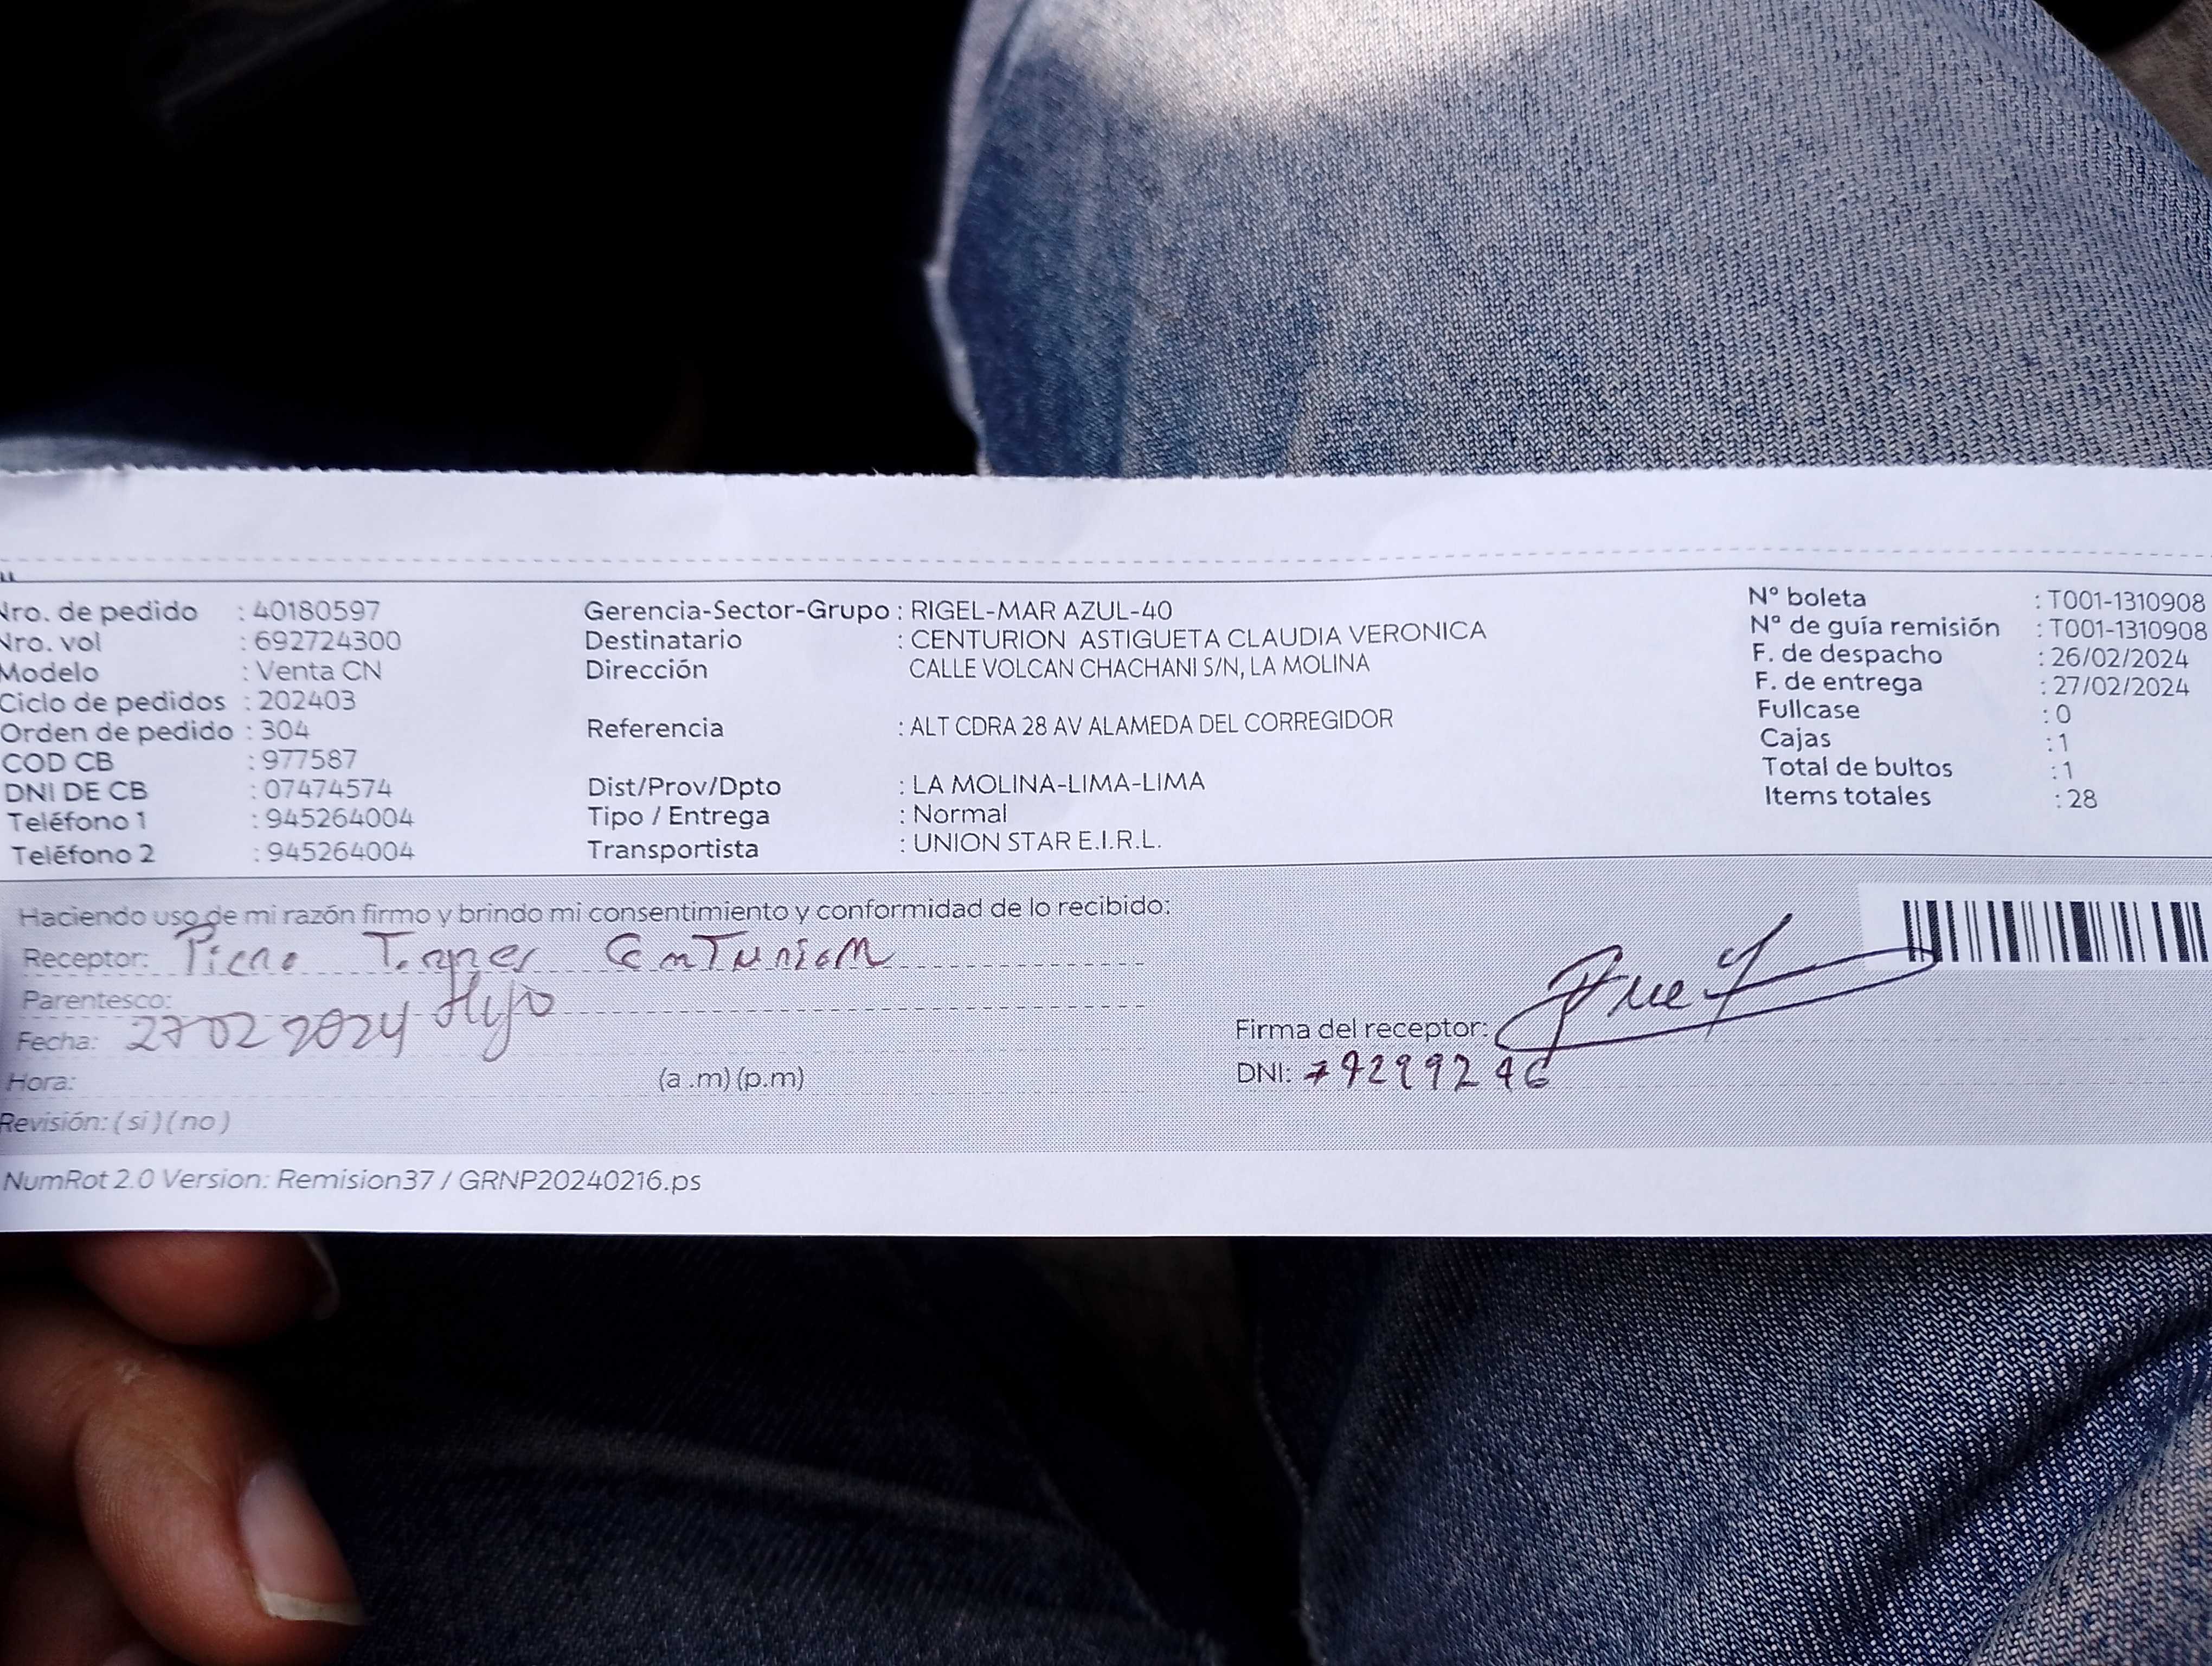 Nro. de pedido : 40180597
Nro. vol : 692724300
Modelo : Venta CN
Ciclo de pedidos : 202403
Orden de pedido : 304
COD CB : 977587
DNI DE CB : 07474574
Teléfono 1 : 945264004
Teléfono 2 : 945264004
Gerencia-Sector-Grupo : RIGEL-MAR AZUL-40
Destinatario : CENTURION ASTIGUETA CLAUDIA VERONICA
Dirección CALLE VOLCAN CHACHANI S/N, LA MOLINA
Referencia : ALT CDRA 28 AV ALAMEDA DEL CORREGIDOR
Dist/Prov/Dpto : LA MOLINA-LIMA-LIMA
Tipo / Entrega : Normal
Transportista : UNION STAR E.I.R.L.
N° boleta : T001-1310908
N° de guía remisión : T001-1310908
F. de despacho : 26/02/2024
F. de entrega : 27/02/2024
Fullcase : 0
Cajas : 1
Total de bultos : 1
Items totales : 28
Haciendo uso de mi razón firmo y brindo mi consentimiento y conformidad de lo recibido:
Receptor: Centurion
Parentesco: Hijo
Fecha: 27 02 2024
Hora: (a .m) (p.m)
Revisión: ( si ) ( no )
Firma del receptor:
DNI:
NumRot 2.0 Version: Remision37 / GRNP20240216.ps